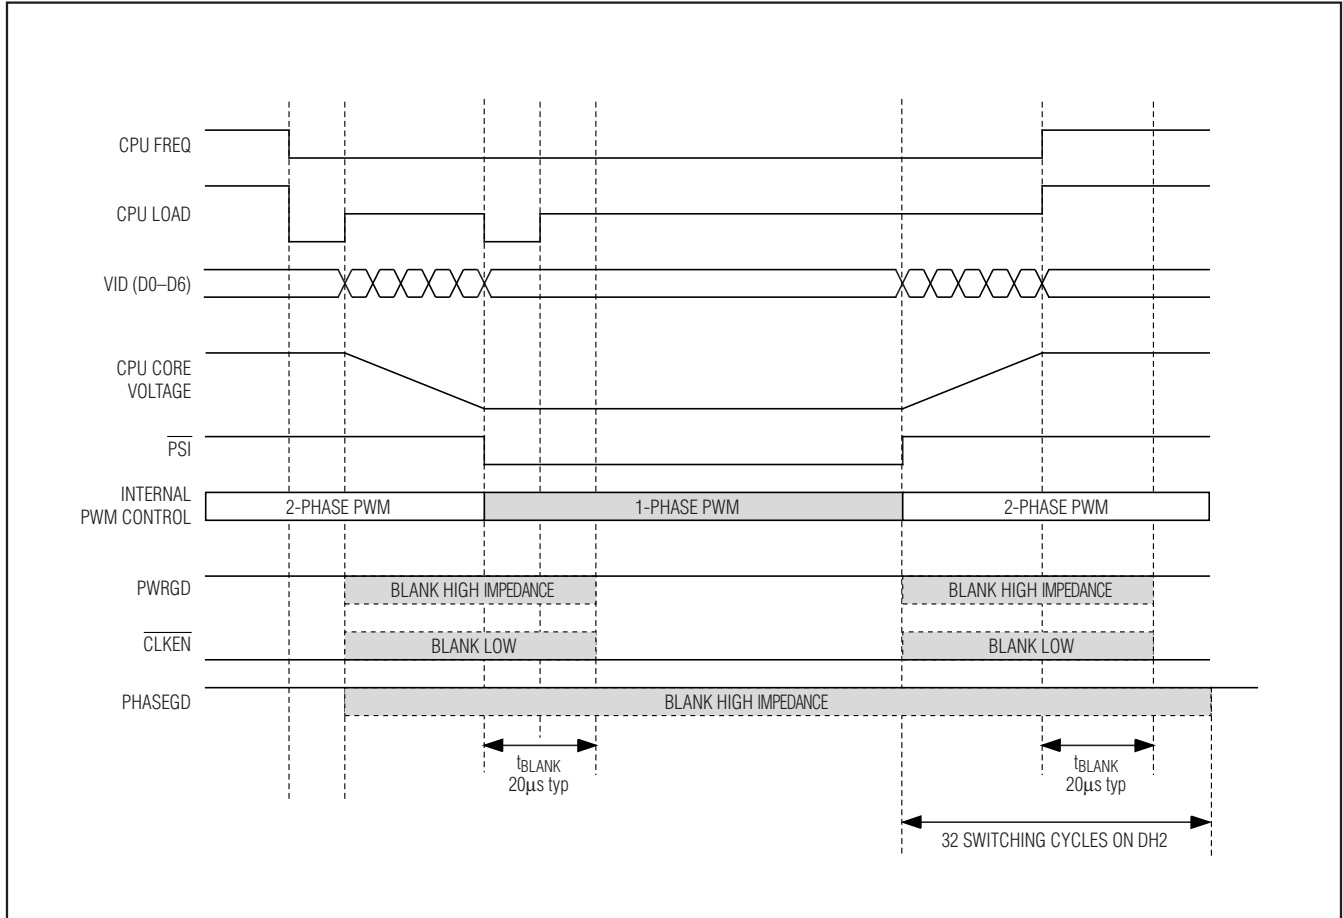 CPU FREQ
CPU LOAD
VID (D0–D6)
CPU CORE
VOLTAGE
PSI
INTERNAL
PWM CONTROL
2-PHASE PWM
1-PHASE PWM
2-PHASE PWM
PWRGD
BLANK HIGH IMPEDANCE
BLANK HIGH IMPEDANCE
CLKEN
BLANK LOW
BLANK LOW
PHASEGD
BLANK HIGH IMPEDANCE
tBLANK
20µs typ
tBLANK
20µs typ
32 SWITCHING CYCLES ON DH2